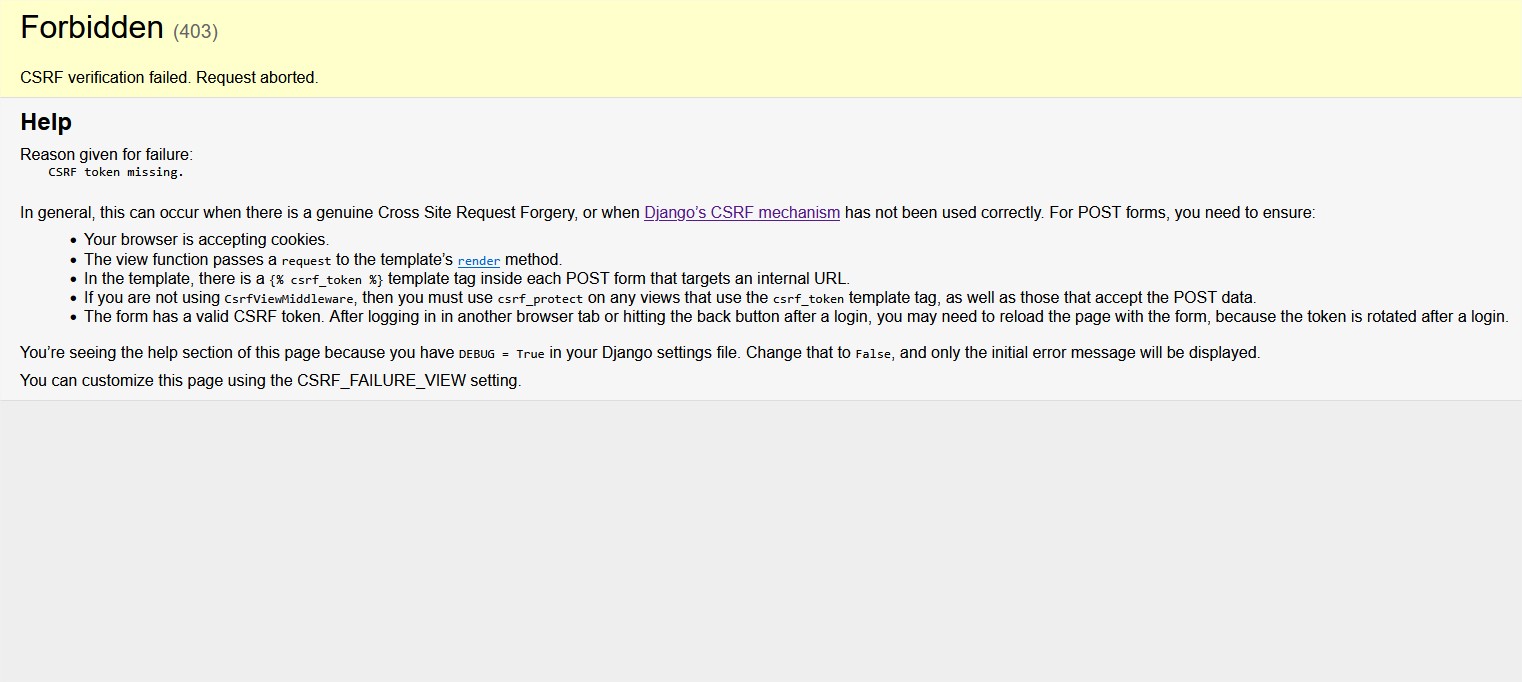 Forbidden (403)
CSRF verification failed. Request aborted.
Help
Reason given for failure:
CSRF token missing.
In general, this can occur when there is a genuine Cross Site Request Forgery, or when Django’s CSRF mechanism has not been used correctly. For POST forms, you need to ensure:
• Your browser is accepting cookies.
• The view function passes a request to the template’s render method.
• In the template, there is a {% csrf_token %} template tag inside each POST form that targets an internal URL.
• If you are not using CsrfViewMiddleware, then you must use csrf_protect on any views that use the csrf_token template tag, as well as those that accept the POST data.
• The form has a valid CSRF token. After logging in in another browser tab or hitting the back button after a login, you may need to reload the page with the form, because the token is rotated after a login.
You’re seeing the help section of this page because you have DEBUG = True in your Django settings file. Change that to False, and only the initial error message will be displayed.
You can customize this page using the CSRF_FAILURE_VIEW setting.